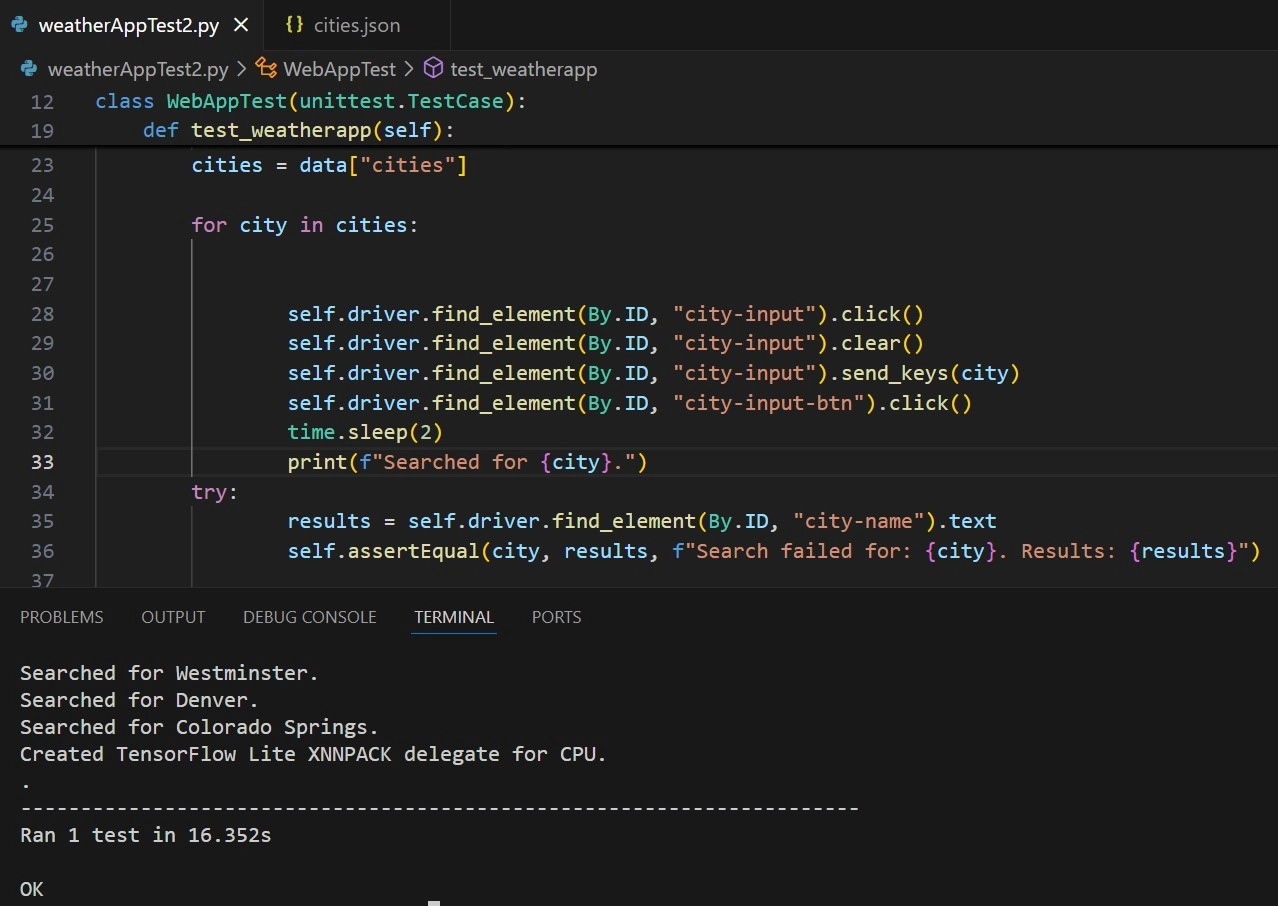 weatherAppTest2.py ✕ {} cities.json
weatherAppTest2.py > WebAppTest > test_weatherapp
12 class WebAppTest(unittest.TestCase):
19 def test_weatherapp(self):
23 cities = data["cities"]
24
25 for city in cities:
26
27
28 self.driver.find_element(By.ID, "city-input").click()
29 self.driver.find_element(By.ID, "city-input").clear()
30 self.driver.find_element(By.ID, "city-input").send_keys(city)
31 self.driver.find_element(By.ID, "city-input-btn").click()
32 time.sleep(2)
33 print(f"Searched for {city}.")
34 try:
35 results = self.driver.find_element(By.ID, "city-name").text
36 self.assertEqual(city, results, f"Search failed for: {city}. Results: {results}")
37
PROBLEMS OUTPUT DEBUG CONSOLE TERMINAL PORTS
Searched for Westminster.
Searched for Denver.
Searched for Colorado Springs.
Created TensorFlow Lite XNNPACK delegate for CPU.
.
----------------------------------------------------------------------
Ran 1 test in 16.352s
OK